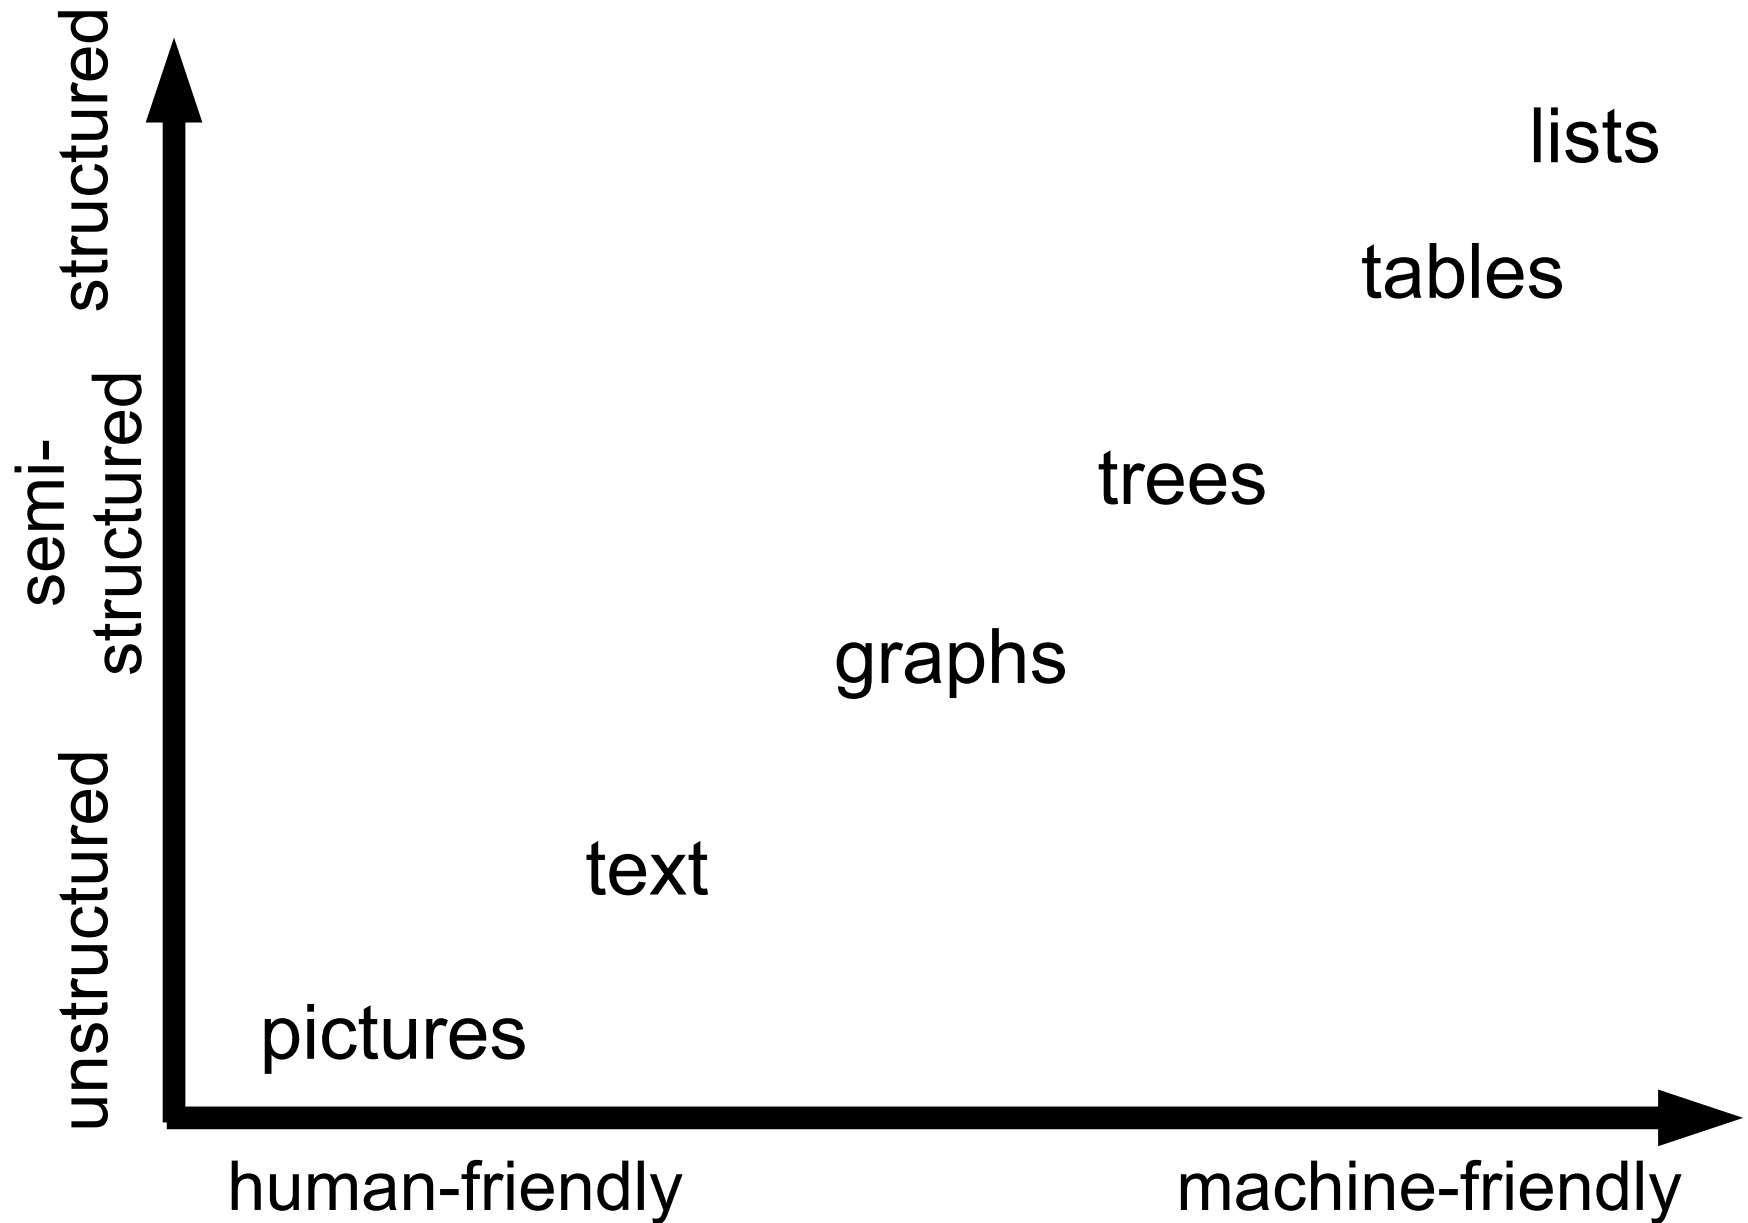 structured
lists
tables
semi-
structured
trees
graphs
unstructured
text
pictures
human-friendly
machine-friendly